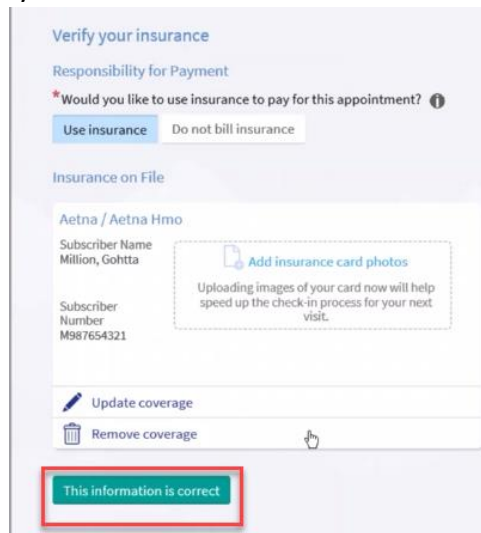 Verify your insurance
Responsibility for Payment
*Would you like to use insurance to pay for this appointment?
Use insurance Do not bill insurance
Insurance on File
Aetna / Aetna Hmo
Subscriber Name
Million, Gohtta
Add insurance card photos
Uploading images of your card now will help
speed up the check-in process for your next
visit.
Subscriber
Number
M987654321
Update coverage
Remove coverage
This information is correct